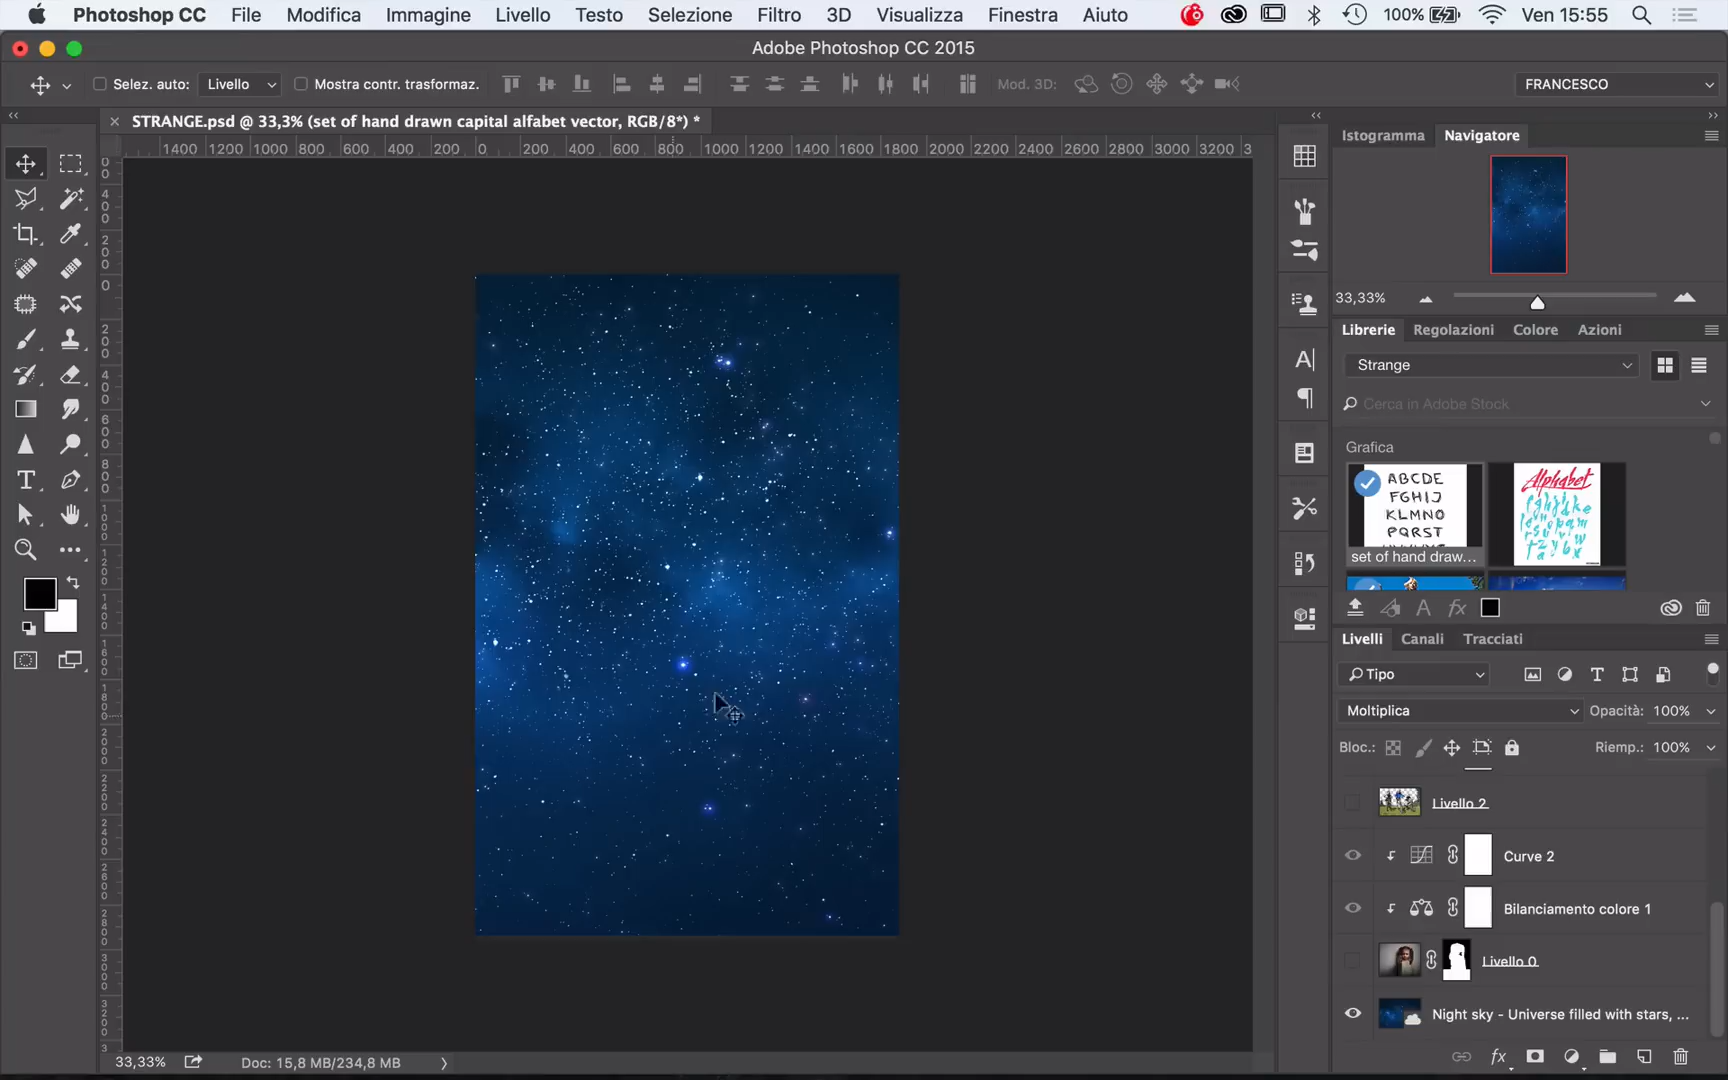 Photoshop CC File Modifica Immagine Livello Testo Selezione Filtro 3D Visualizza Finestra Aiuto 100% Ven 15:55
Adobe Photoshop CC 2015
Selez. auto: Livello Mostra contr. trasformaz. Mod. 3D: FRANCESCO
STRANGE.psd @ 33,3% (set of hand drawn capital alfabet vector, RGB/8*) *
1400 1200 1000 800 600 400 200 0 200 400 600 800 1000 1200 1400 1600 1800 2000 2200 2400 2600 2800 3000 3200 3
Istogramma Navigatore
33,33%
Librerie Regolazioni Colore Azioni
Strange
Cerca in Adobe Stock
Grafica
ABCDE
FGHIJ
KLMNO
PQRST
set of hand draw...
Alphabet
Livelli Canali Tracciati
Tipo
Moltiplica Opacità: 100%
Bloc.: Riemp.: 100%
Livello 2
Curve 2
Bilanciamento colore 1
Livello 0
Night sky - Universe filled with stars, ...
33,33% Doc: 15,8 MB/234,8 MB